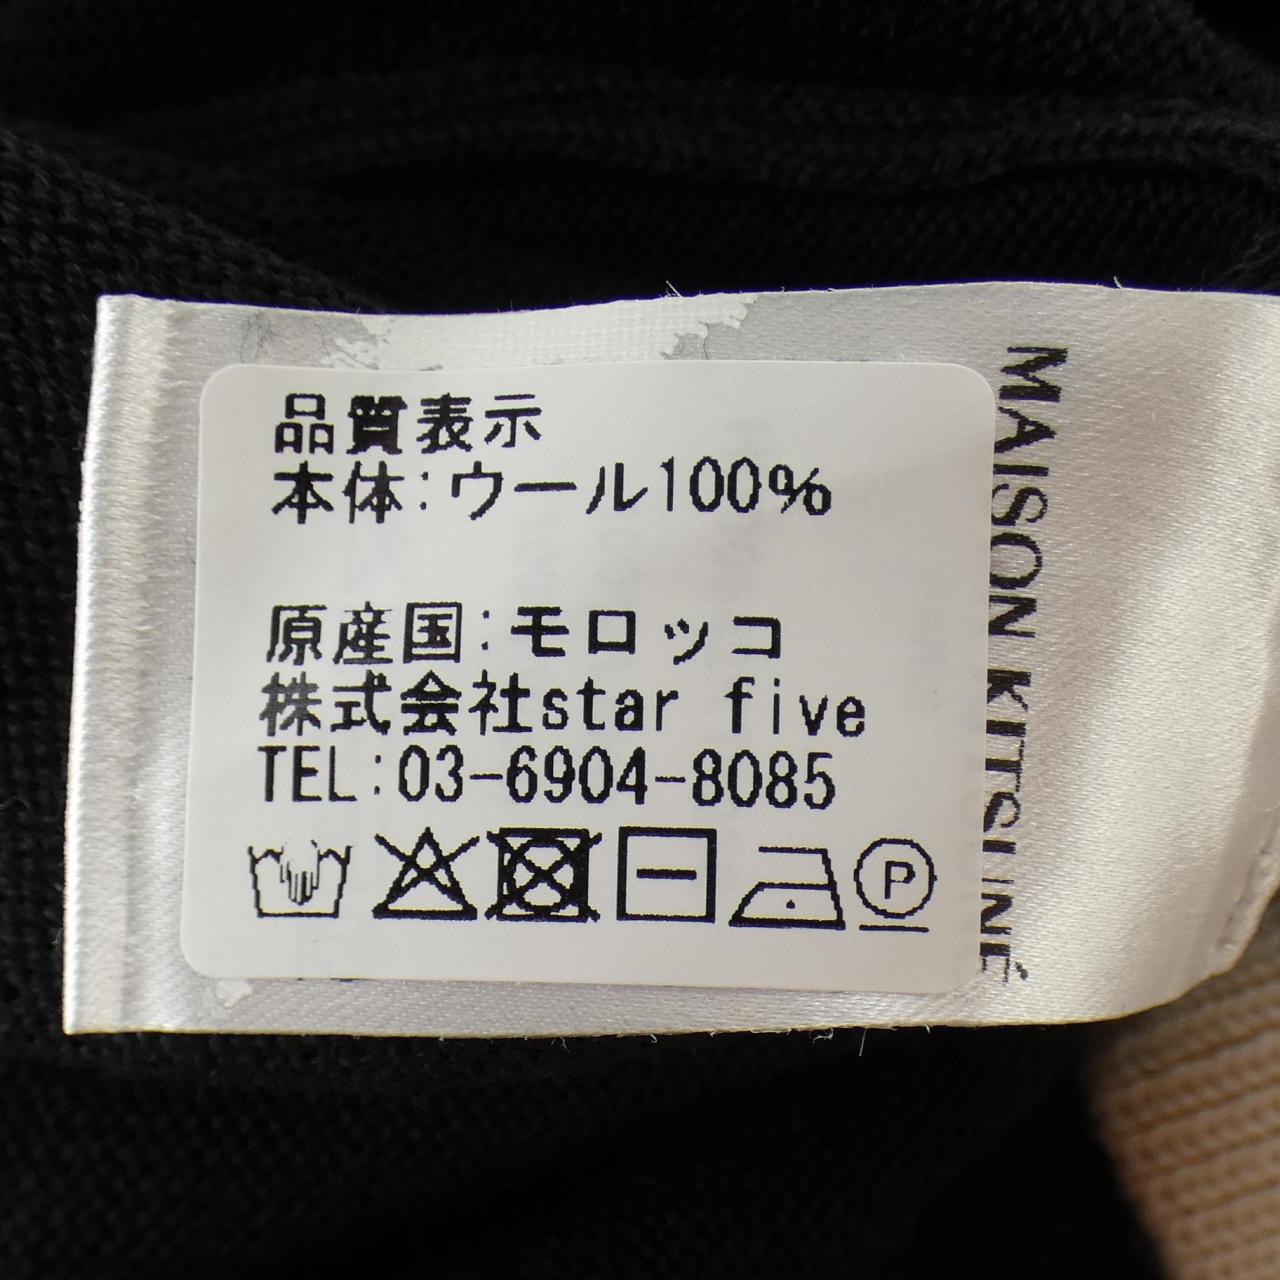 品質表示
本体:ウール100%
原産国:モロッコ
株式会社star five
TEL:03-6904-8085
P
MAISON KITSUNÉ